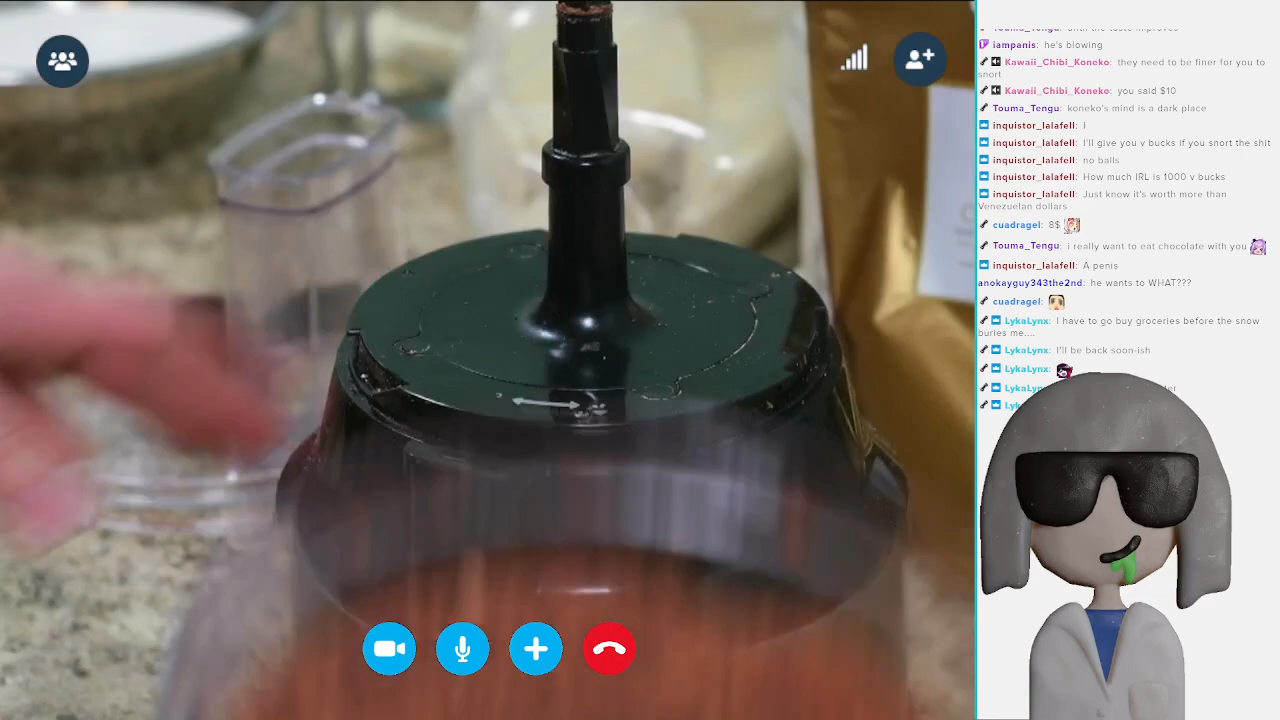 iampanis: he's blowing
Kawaii_Chibi_Koneko: they need to be finer for you to
snort
Kawaii_Chibi_Koneko: you said $10
Touma_Tengu: koneko's mind is a dark place
inquistor_lalafell: I
inquistor_lalafell: I'll give you v bucks if you snort the shit
inquistor_lalafell: no balls
inquistor_lalafell: How much IRL is 1000 v bucks
inquistor_lalafell: Just know it's worth more than
Venezuelan dollars
cuadragel: 8$
Touma_Tengu: i really want to eat chocolate with you
inquistor_lalafell: A penis
anokayguy343the2nd: he wants to WHAT???
cuadragel:
LykaLynx: I have to go buy groceries before the snow
buries me....
LykaLynx: I'll be back soon-ish
LykaLynx: